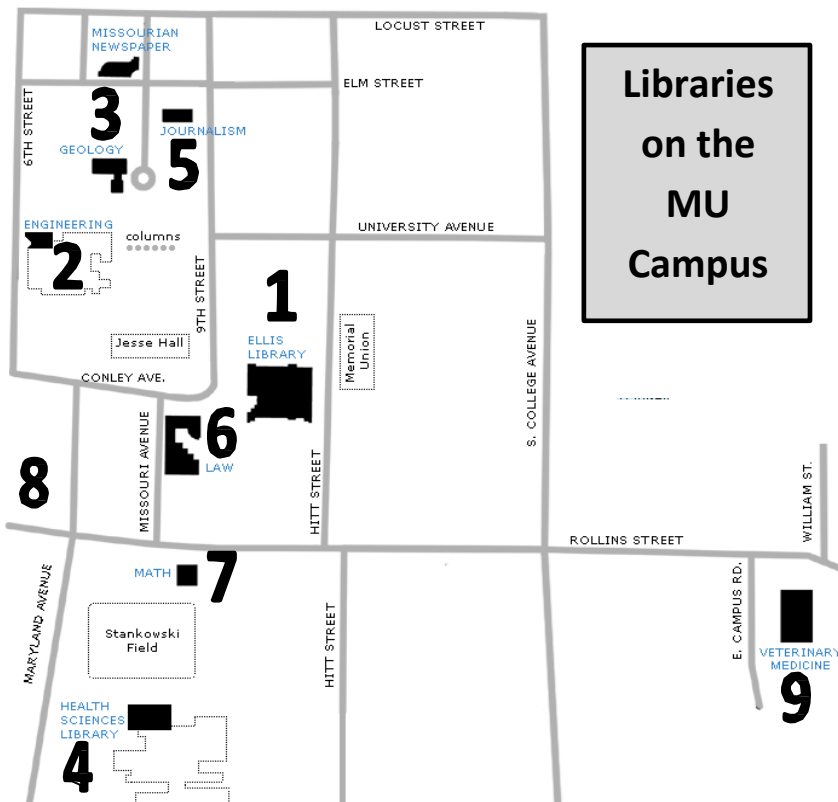 LOCUST STREET
MISSOURIAN
NEWSPAPER
Libraries
on the
MU
Campus
ELM STREET
6TH STREET
3
JOURNALISM
GEOLOGY
5
ENGINEERING
columns
2
UNIVERSITY AVENUE
9TH STREET
1
Jesse Hall
ELLIS
LIBRARY
Memorial
Union
S. COLLEGE AVENUE
CONLEY AVE.
MISSOURI AVENUE
6
LAW
8
HITT STREET
WILLIAM ST.
ROLLINS STREET
7
MATH
MARYLAND AVENUE
E. CAMPUS RD.
Stankowski
Field
HITT STREET
VETERINARY
MEDICINE
9
HEALTH
SCIENCES
LIBRARY
4